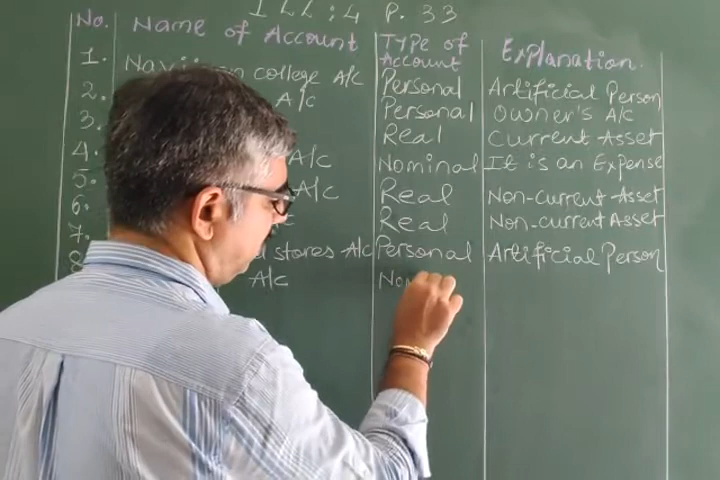 ILL : 4 P. 33
No. Name of Account Type of Account Explanation.
1. college A/c Personal Artificial Person
2. A/c Personal Owner's A/c
3. Real Current Asset
4. A/c Nominal It is an Expense
5. A/c Real Non-current Asset
6. Real Non-current Asset
7. stores A/c Personal Artificial Person
8 A/c